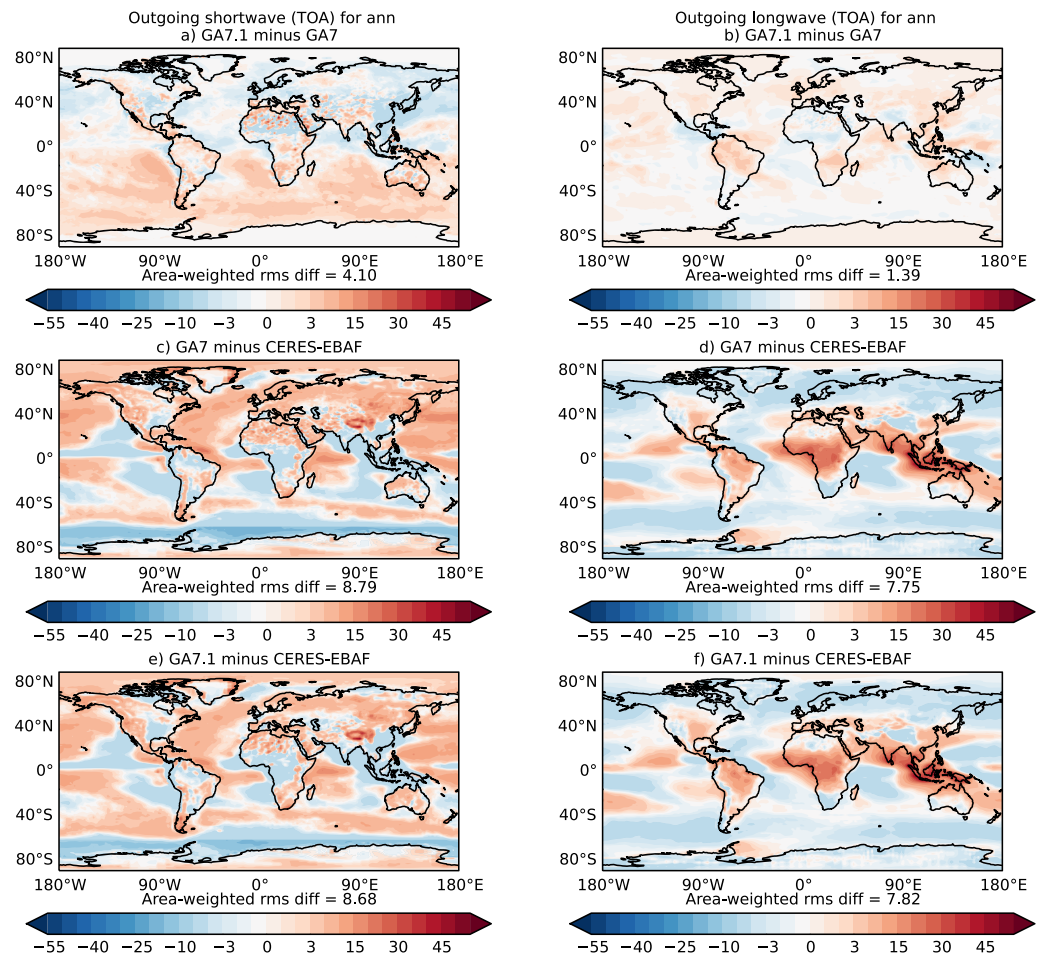 Outgoing shortwave (TOA) for ann
a) GA7.1 minus GA7
80°N
40°N
0°
40°S
80°S
180°W 90°W 0° 90°E 180°E
Area-weighted rms diff = 4.10
−55 −40 −25 −10 −3 0 3 15 30 45
Outgoing longwave (TOA) for ann
b) GA7.1 minus GA7
80°N
40°N
0°
40°S
80°S
180°W 90°W 0° 90°E 180°E
Area-weighted rms diff = 1.39
−55 −40 −25 −10 −3 0 3 15 30 45
c) GA7 minus CERES-EBAF
80°N
40°N
0°
40°S
80°S
180°W 90°W 0° 90°E 180°E
Area-weighted rms diff = 8.79
−55 −40 −25 −10 −3 0 3 15 30 45
d) GA7 minus CERES-EBAF
80°N
40°N
0°
40°S
80°S
180°W 90°W 0° 90°E 180°E
Area-weighted rms diff = 7.75
−55 −40 −25 −10 −3 0 3 15 30 45
e) GA7.1 minus CERES-EBAF
80°N
40°N
0°
40°S
80°S
180°W 90°W 0° 90°E 180°E
Area-weighted rms diff = 8.68
−55 −40 −25 −10 −3 0 3 15 30 45
f) GA7.1 minus CERES-EBAF
80°N
40°N
0°
40°S
80°S
180°W 90°W 0° 90°E 180°E
Area-weighted rms diff = 7.82
−55 −40 −25 −10 −3 0 3 15 30 45